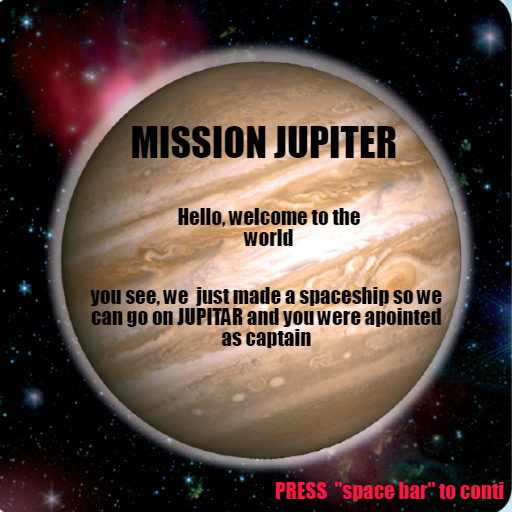 MISSION JUPITER
Hello, welcome to the
world
you see, we just made a spaceship so we
can go on JUPITAR and you were apointed
as captain
PRESS "space bar" to conti